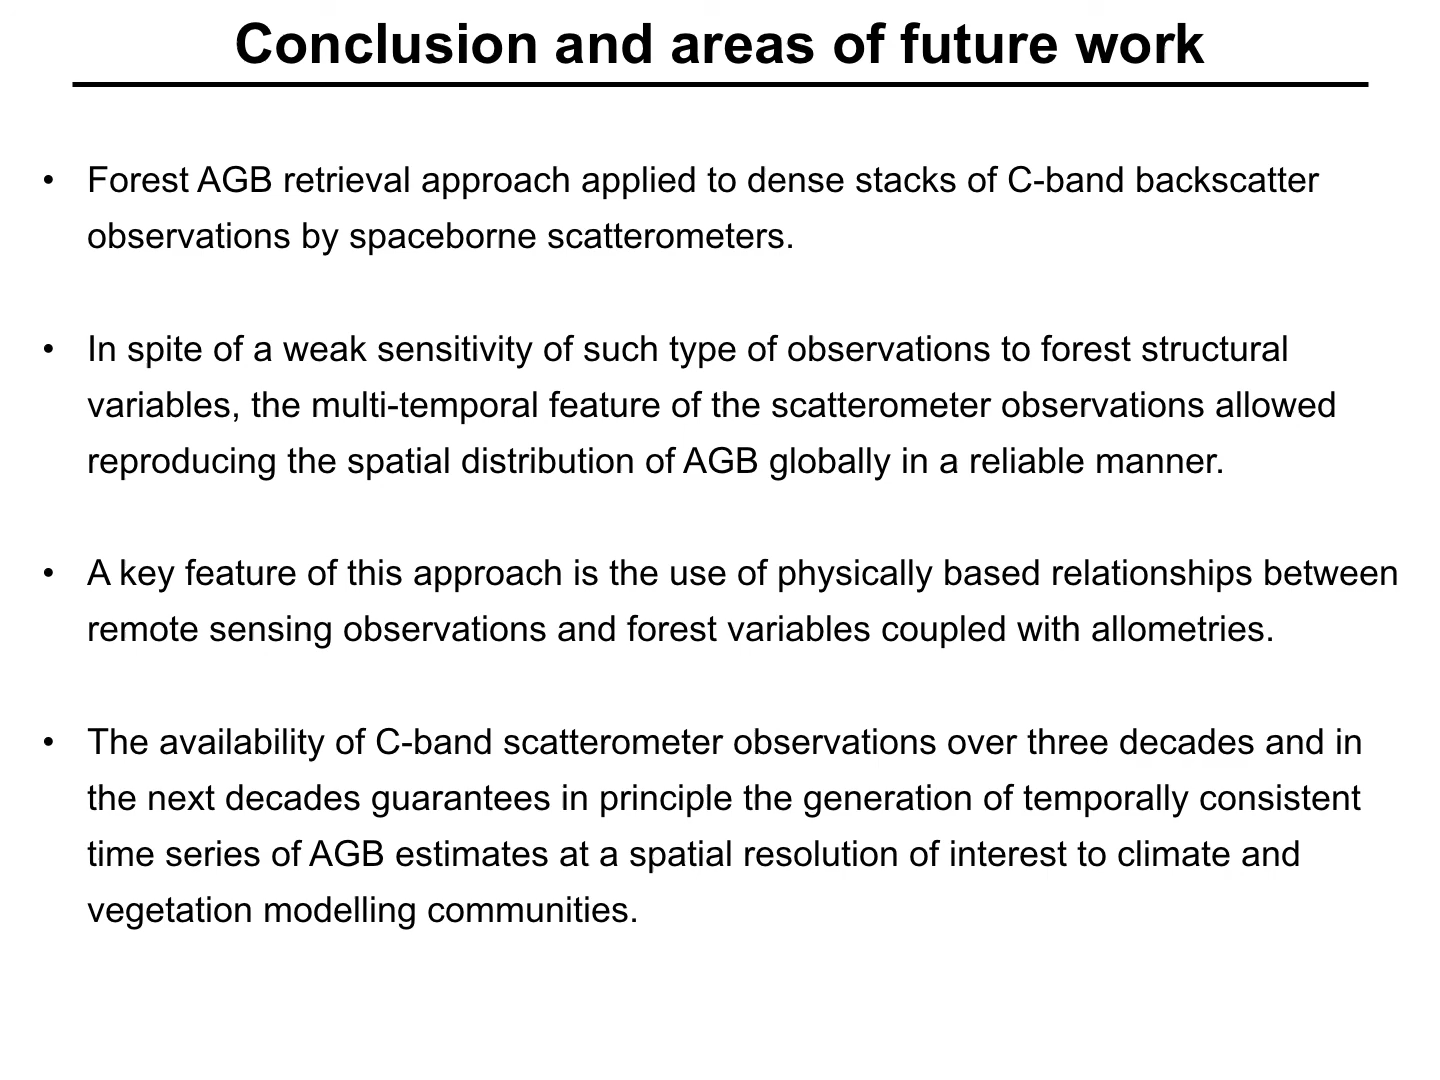 Conclusion and areas of future work
• Forest AGB retrieval approach applied to dense stacks of C-band backscatter
observations by spaceborne scatterometers.
• In spite of a weak sensitivity of such type of observations to forest structural
variables, the multi-temporal feature of the scatterometer observations allowed
reproducing the spatial distribution of AGB globally in a reliable manner.
• A key feature of this approach is the use of physically based relationships between
remote sensing observations and forest variables coupled with allometries.
• The availability of C-band scatterometer observations over three decades and in
the next decades guarantees in principle the generation of temporally consistent
time series of AGB estimates at a spatial resolution of interest to climate and
vegetation modelling communities.